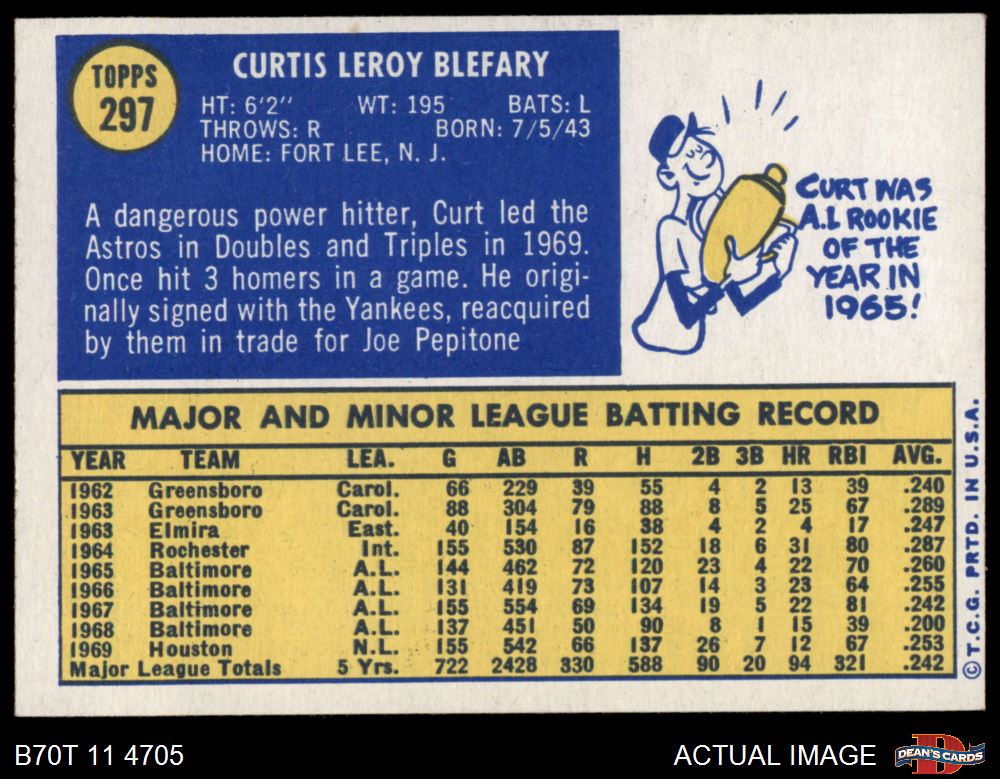 TOPPS
297
CURTIS LEROY BLEFARY
HT: 6'2" WT: 195 BATS: L
THROWS: R BORN: 7/5/43
HOME: FORT LEE, N. J.
A dangerous power hitter, Curt led the
Astros in Doubles and Triples in 1969.
Once hit 3 homers in a game. He origi-
nally signed with the Yankees, reacquired
by them in trade for Joe Pepitone
CURT WAS
A.L ROOKIE
OF THE
YEAR IN
1965!
MAJOR AND MINOR LEAGUE BATTING RECORD
YEAR TEAM LEA. G AB R H 2B 3B HR RBI AVG.
1962 Greensboro Carol. 66 229 39 55 4 2 13 39 .240
1963 Greensboro Carol. 88 304 79 88 8 5 25 67 .289
1963 Elmira East. 40 154 16 38 4 2 4 17 .247
1964 Rochester Int. 155 530 87 152 18 6 31 80 .287
1965 Baltimore A.L. 144 462 72 120 23 4 22 70 .260
1966 Baltimore A.L. 131 419 73 107 14 3 23 64 .255
1967 Baltimore A.L. 155 554 69 134 19 5 22 81 .242
1968 Baltimore A.L. 137 451 50 90 8 1 15 39 .200
1969 Houston N.L. 155 542 66 137 26 7 12 67 .253
Major League Totals 5 Yrs. 722 2428 330 588 90 20 94 321 .242
© T.C.G. PRTD. IN U.S.A.
B70T 11 4705
ACTUAL IMAGE
DEAN'S CARDS